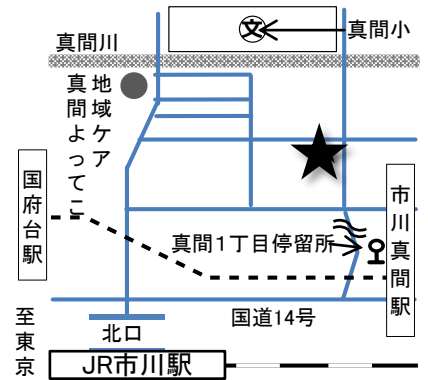 文
真間小
真間川
地域ケア
真間よってこ
国府台駅
市川真間駅
真間1丁目停留所
国道14号
至東京
北口
JR市川駅